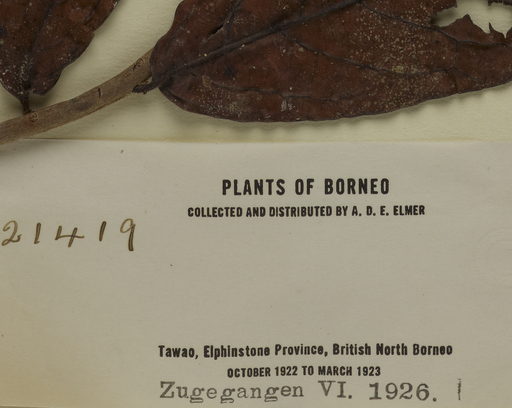 PLANTS OF BORNEO
COLLECTED AND DISTRIBUTED BY A. D. E. ELMER
21419
Tawao, Elphinstone Province, British North Borneo
OCTOBER 1922 TO MARCH 1923
Zugegangen VI. 1926.